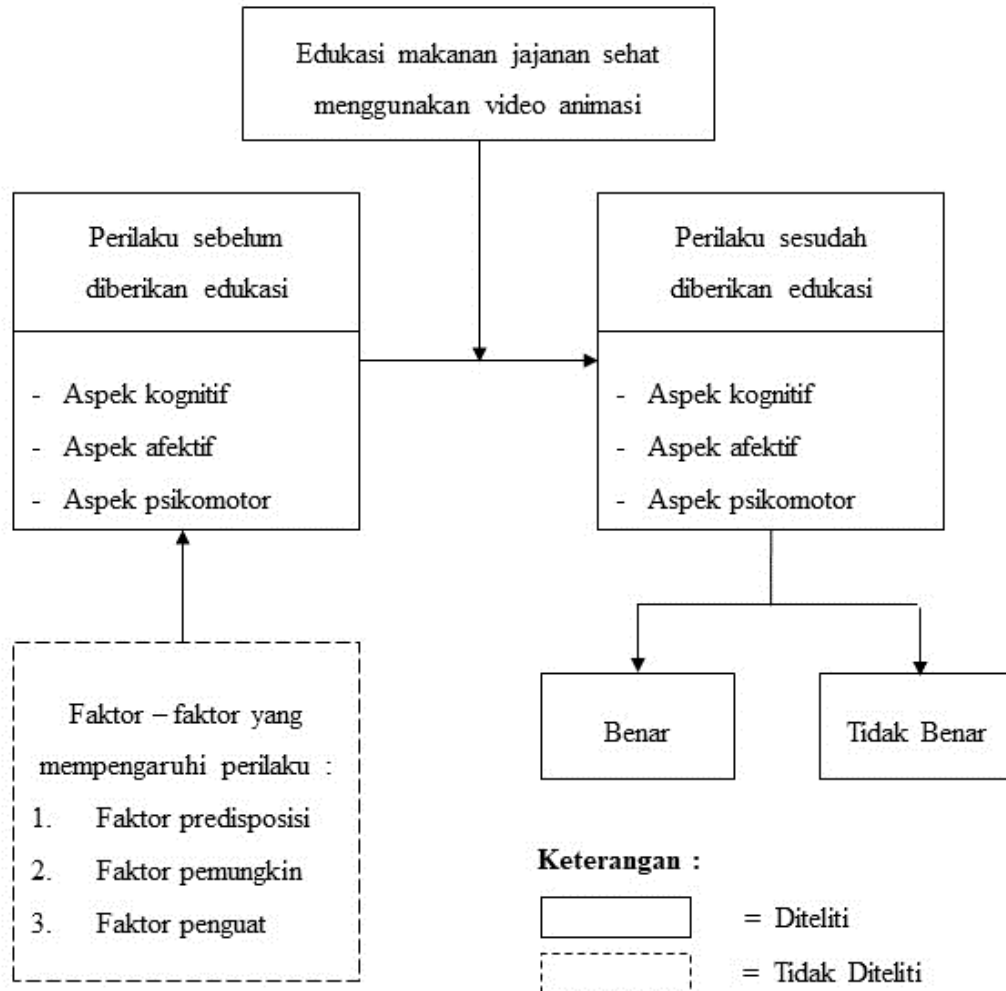 Edukasi makanan jajanan sehat
menggunakan video animasi
Perilaku sebelum
diberikan edukasi
- Aspek kognitif
- Aspek afektif
- Aspek psikomotor
Perilaku sesudah
diberikan edukasi
- Aspek kognitif
- Aspek afektif
- Aspek psikomotor
Faktor – faktor yang
mempengaruhi perilaku :
1. Faktor predisposisi
2. Faktor pemungkin
3. Faktor penguat
Benar
Tidak Benar
Keterangan :
= Diteliti
= Tidak Diteliti